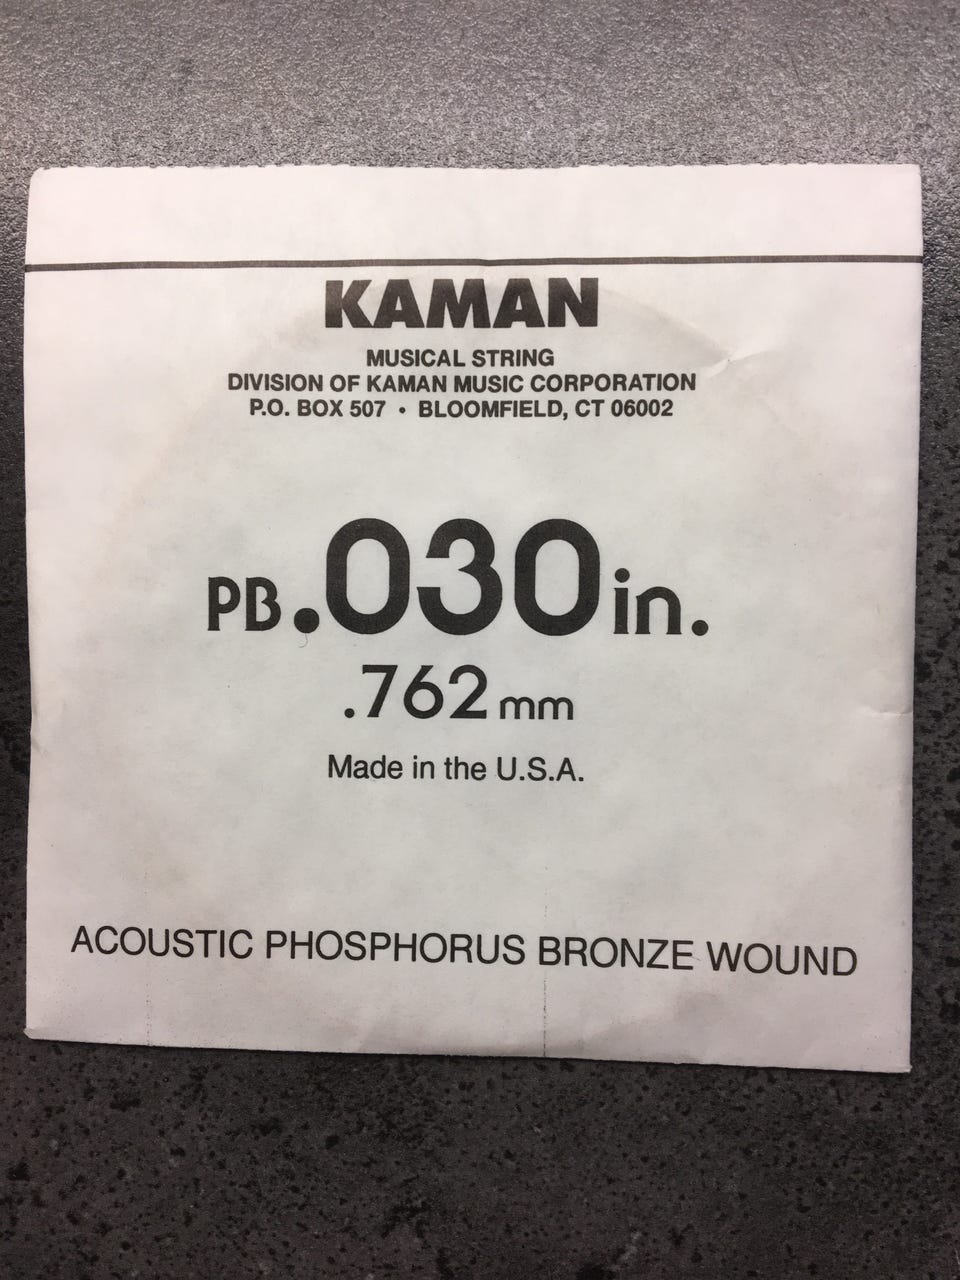 KAMAN
MUSICAL STRING
DIVISION OF KAMAN MUSIC CORPORATION
P.O. BOX 507 • BLOOMFIELD, CT 06002
PB.030in.
.762mm
Made in the U.S.A.
ACOUSTIC PHOSPHORUS BRONZE WOUND